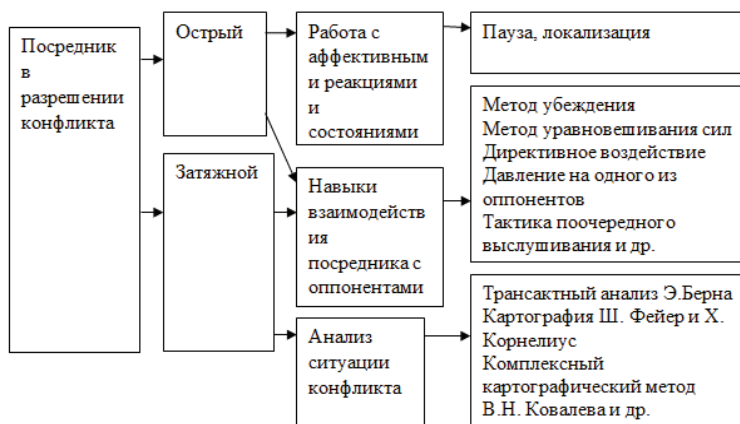 Посредник
в
разрешении
конфликта
Острый
Работа с
аффективным
и реакциями
и
состояниями
Пауза, локализация
Затяжной
Навыки
взаимодейств
ия
посредника с
оппонентами
Метод убеждения
Метод уравновешивания сил
Директивное воздействие
Давление на одного из
оппонентов
Тактика поочередного
выслушивания и др.
Анализ
ситуации
конфликта
Трансактный анализ Э.Берна
Картография Ш. Фейер и Х.
Корнелиус
Комплексный
картографический метод
В.Н. Ковалева и др.